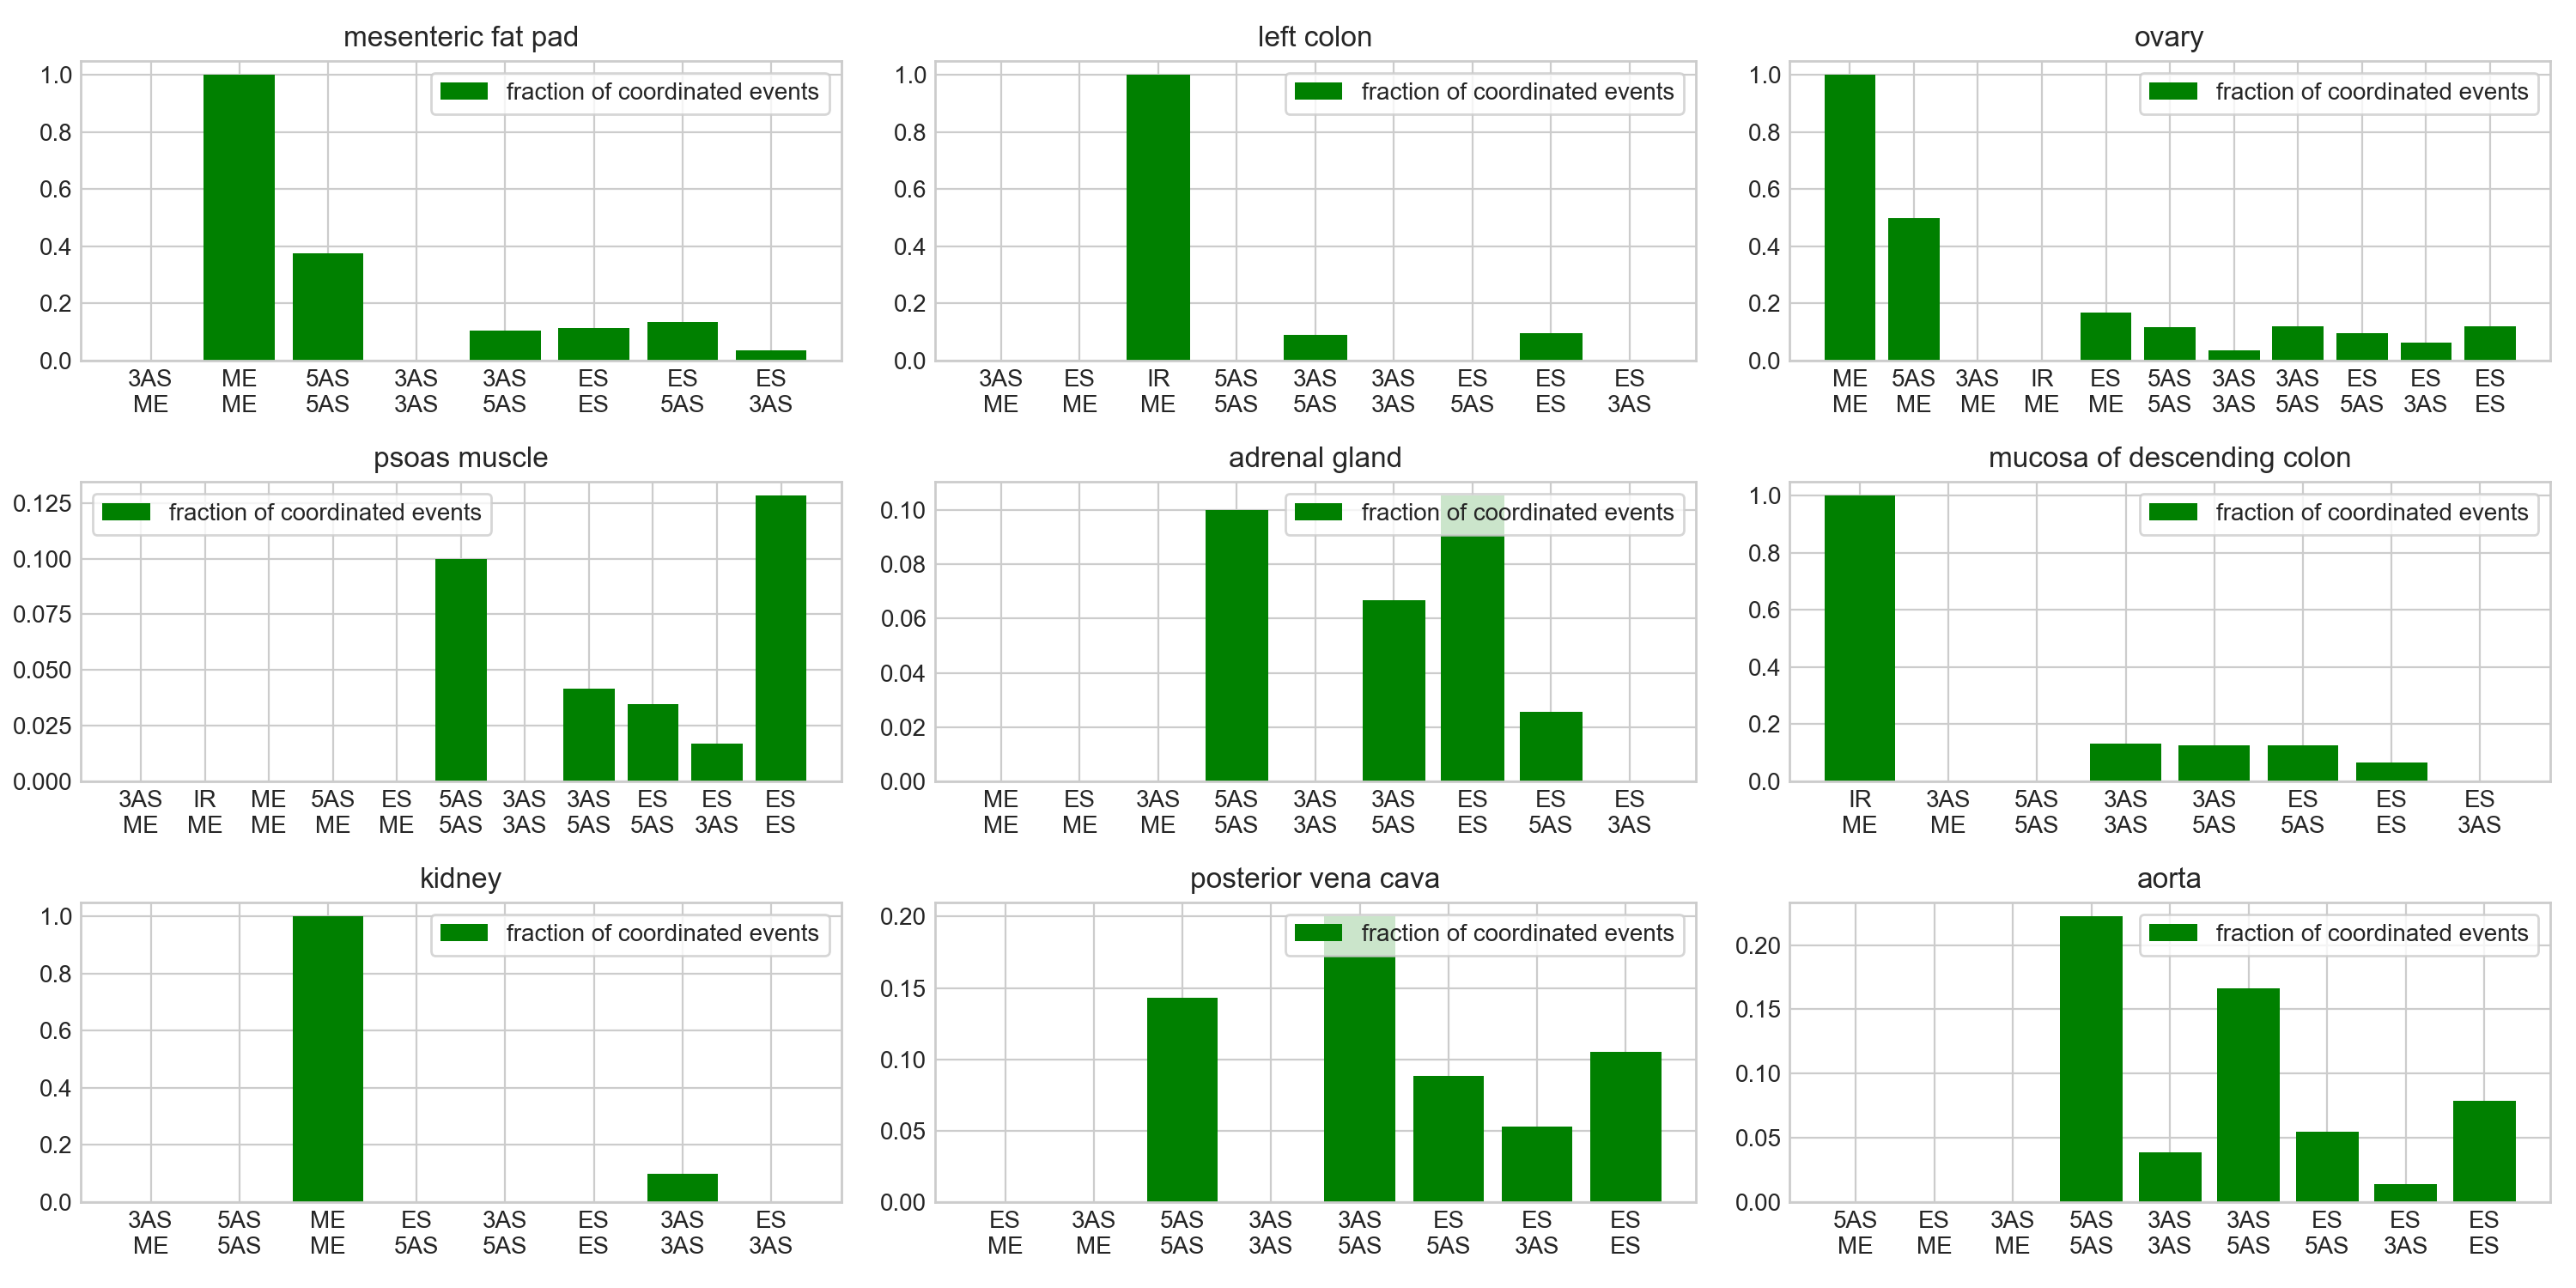 mesenteric fat pad
1.0
0.8
0.6
0.4
0.2
0.0
fraction of coordinated events
3AS ME 5AS 3AS 3AS ES ES ES
ME ME 5AS 3AS 5AS ES 5AS 3AS
left colon
1.0
0.8
0.6
0.4
0.2
0.0
fraction of coordinated events
3AS ES IR 5AS 3AS 3AS ES ES ES
ME ME ME 5AS 5AS 3AS 5AS ES 3AS
ovary
1.0
0.8
0.6
0.4
0.2
0.0
fraction of coordinated events
ME 5AS 3AS IR ES 5AS 3AS 3AS ES ES ES
ME ME ME ME ME 5AS 3AS 5AS 5AS 3AS ES
psoas muscle
0.125
0.100
0.075
0.050
0.025
0.000
fraction of coordinated events
3AS IR ME 5AS ES 5AS 3AS 3AS ES ES ES
ME ME ME ME ME 5AS 3AS 5AS 5AS 3AS ES
adrenal gland
0.10
0.08
0.06
0.04
0.02
0.00
fraction of coordinated events
ME ES 3AS 5AS 3AS 3AS ES ES ES
ME ME ME 5AS 3AS 5AS ES 5AS 3AS
mucosa of descending colon
1.0
0.8
0.6
0.4
0.2
0.0
fraction of coordinated events
IR 3AS 5AS 3AS 3AS ES ES ES
ME ME 5AS 3AS 5AS 5AS ES 3AS
kidney
1.0
0.8
0.6
0.4
0.2
0.0
fraction of coordinated events
3AS 5AS ME ES 3AS ES 3AS ES
ME 5AS ME 5AS 5AS ES 3AS 3AS
posterior vena cava
0.20
0.15
0.10
0.05
0.00
fraction of coordinated events
ES 3AS 5AS 3AS 3AS ES ES ES
ME ME 5AS 3AS 5AS 5AS 3AS ES
aorta
0.20
0.15
0.10
0.05
0.00
fraction of coordinated events
5AS ES 3AS 5AS 3AS 3AS ES ES ES
ME ME ME 5AS 3AS 5AS 5AS 3AS ES